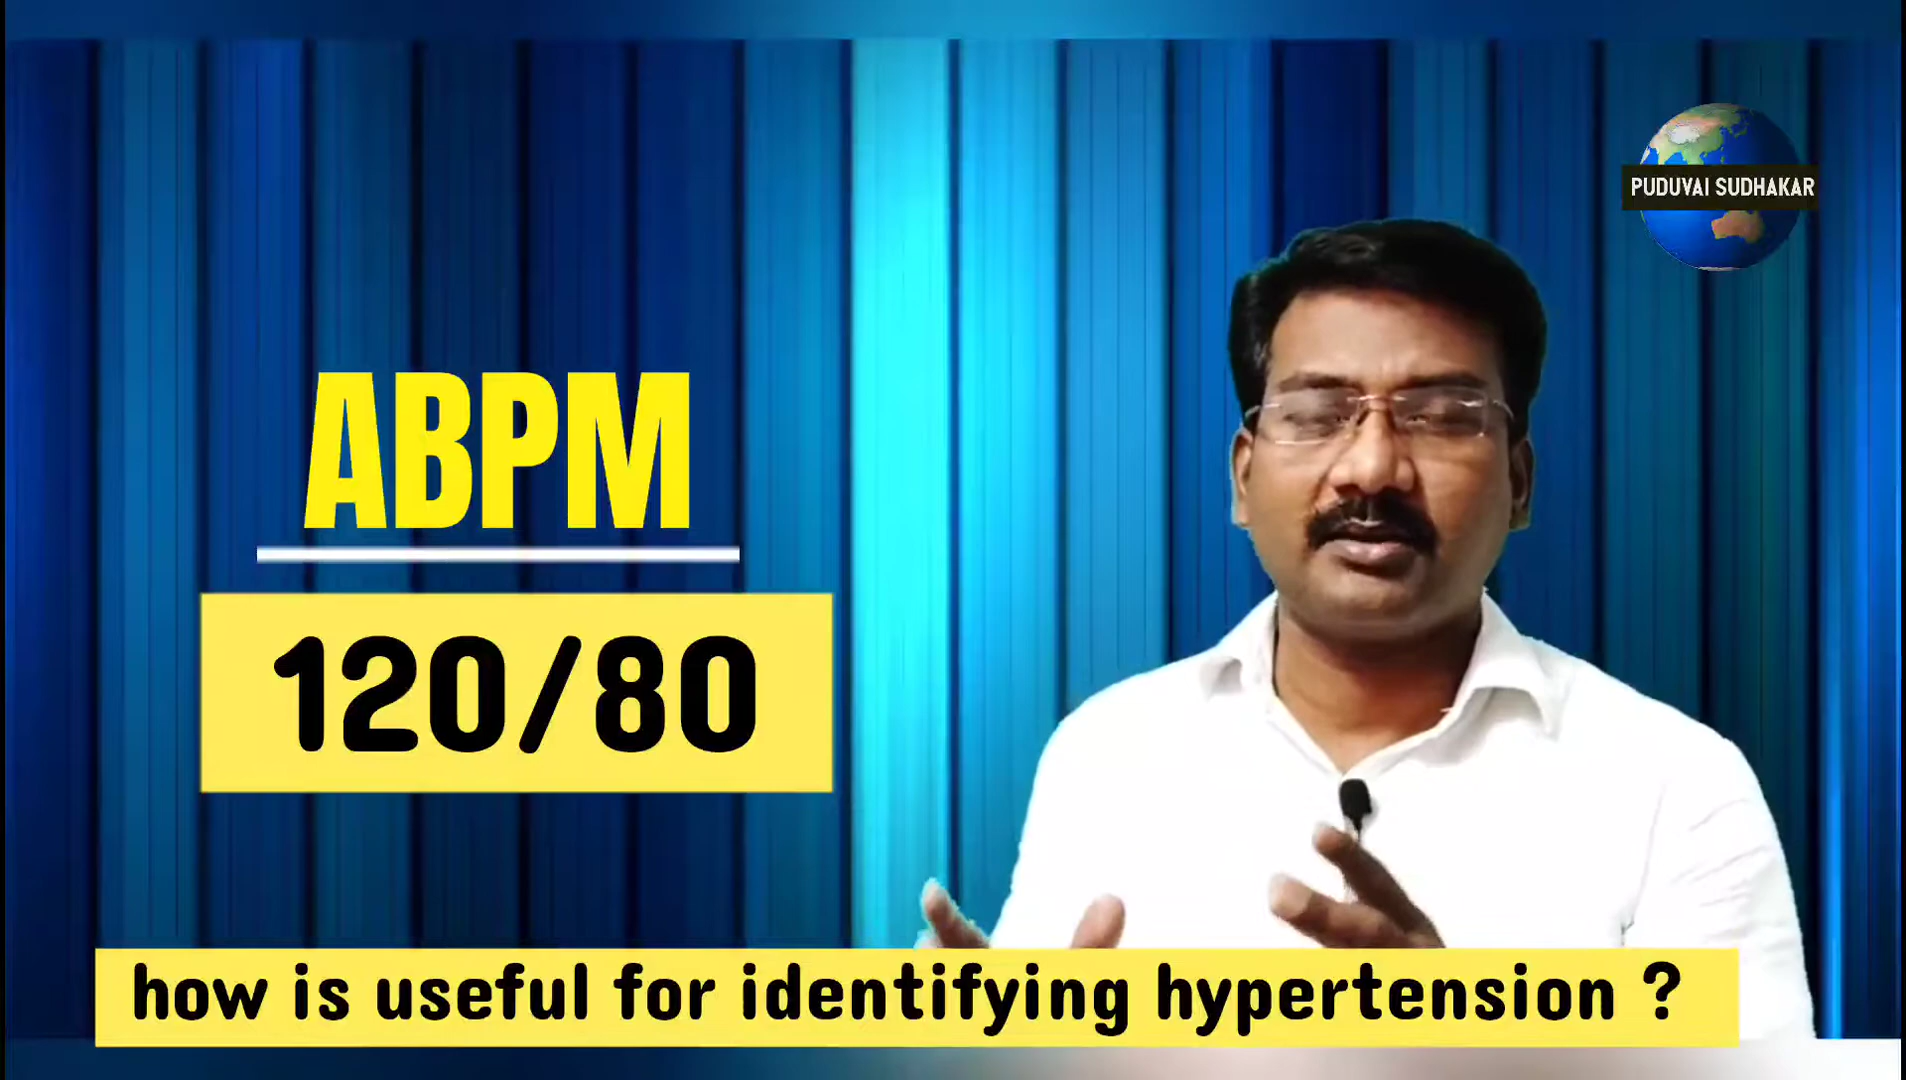 PUDUVAI SUDHAKAR
ABPM
120/80
how is useful for identifying hypertension ?